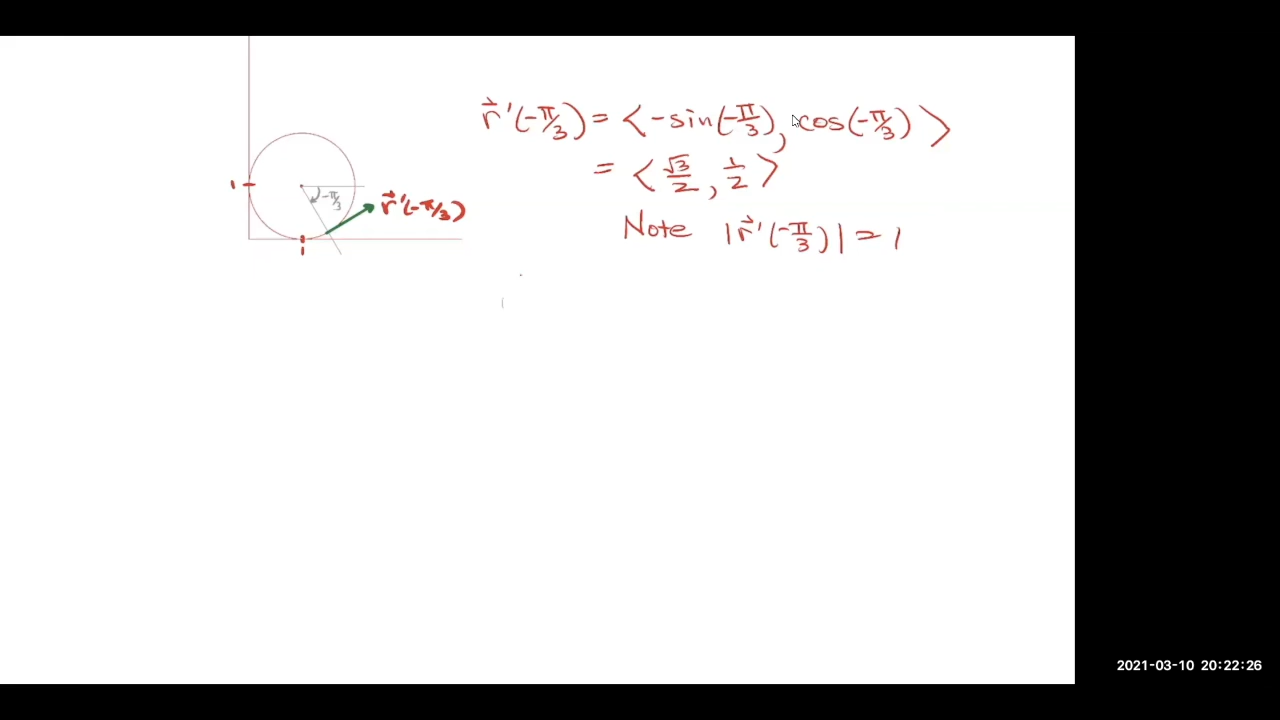 r⃗ '(-π/3) = ⟨-sin(-π/3), cos(-π/3)⟩
= ⟨√3/2, 1/2⟩
1
-π/3
r⃗ '(-π/3)
Note |r⃗ '(-π/3)| = 1
1
2021-03-10 20:22:26